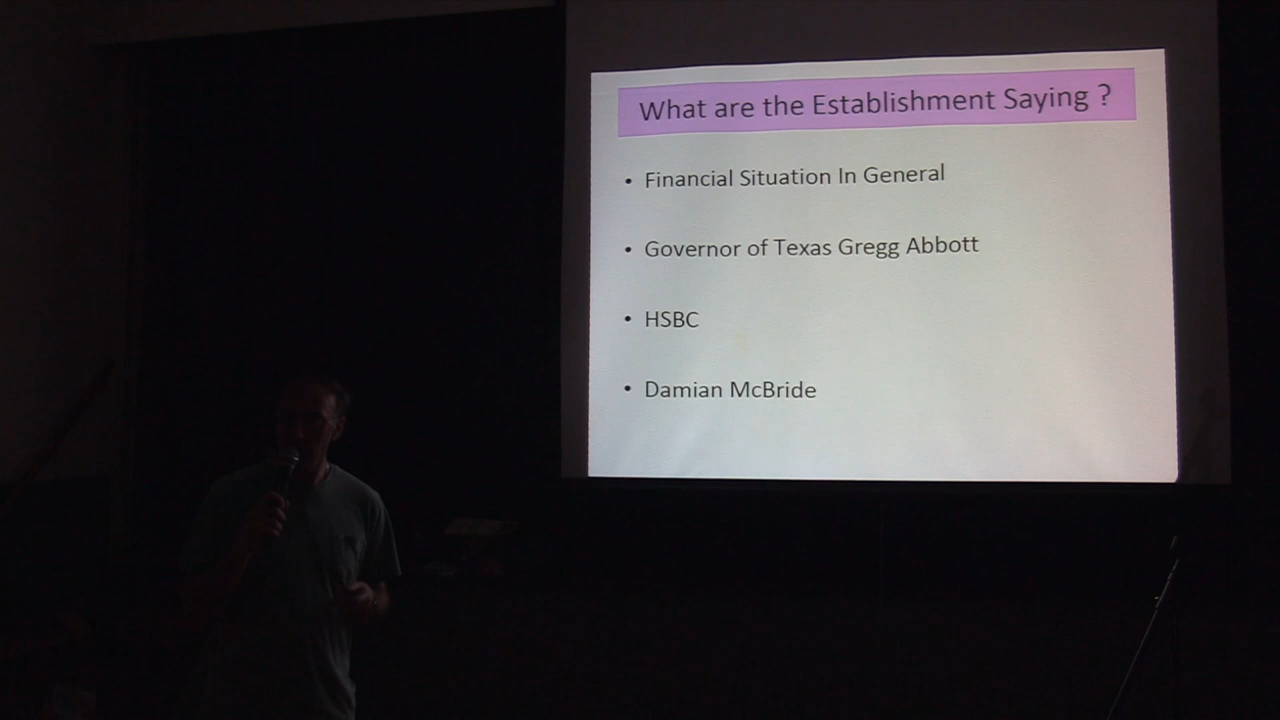 What are the Establishment Saying ?
• Financial Situation In General
• Governor of Texas Gregg Abbott
• HSBC
• Damian McBride